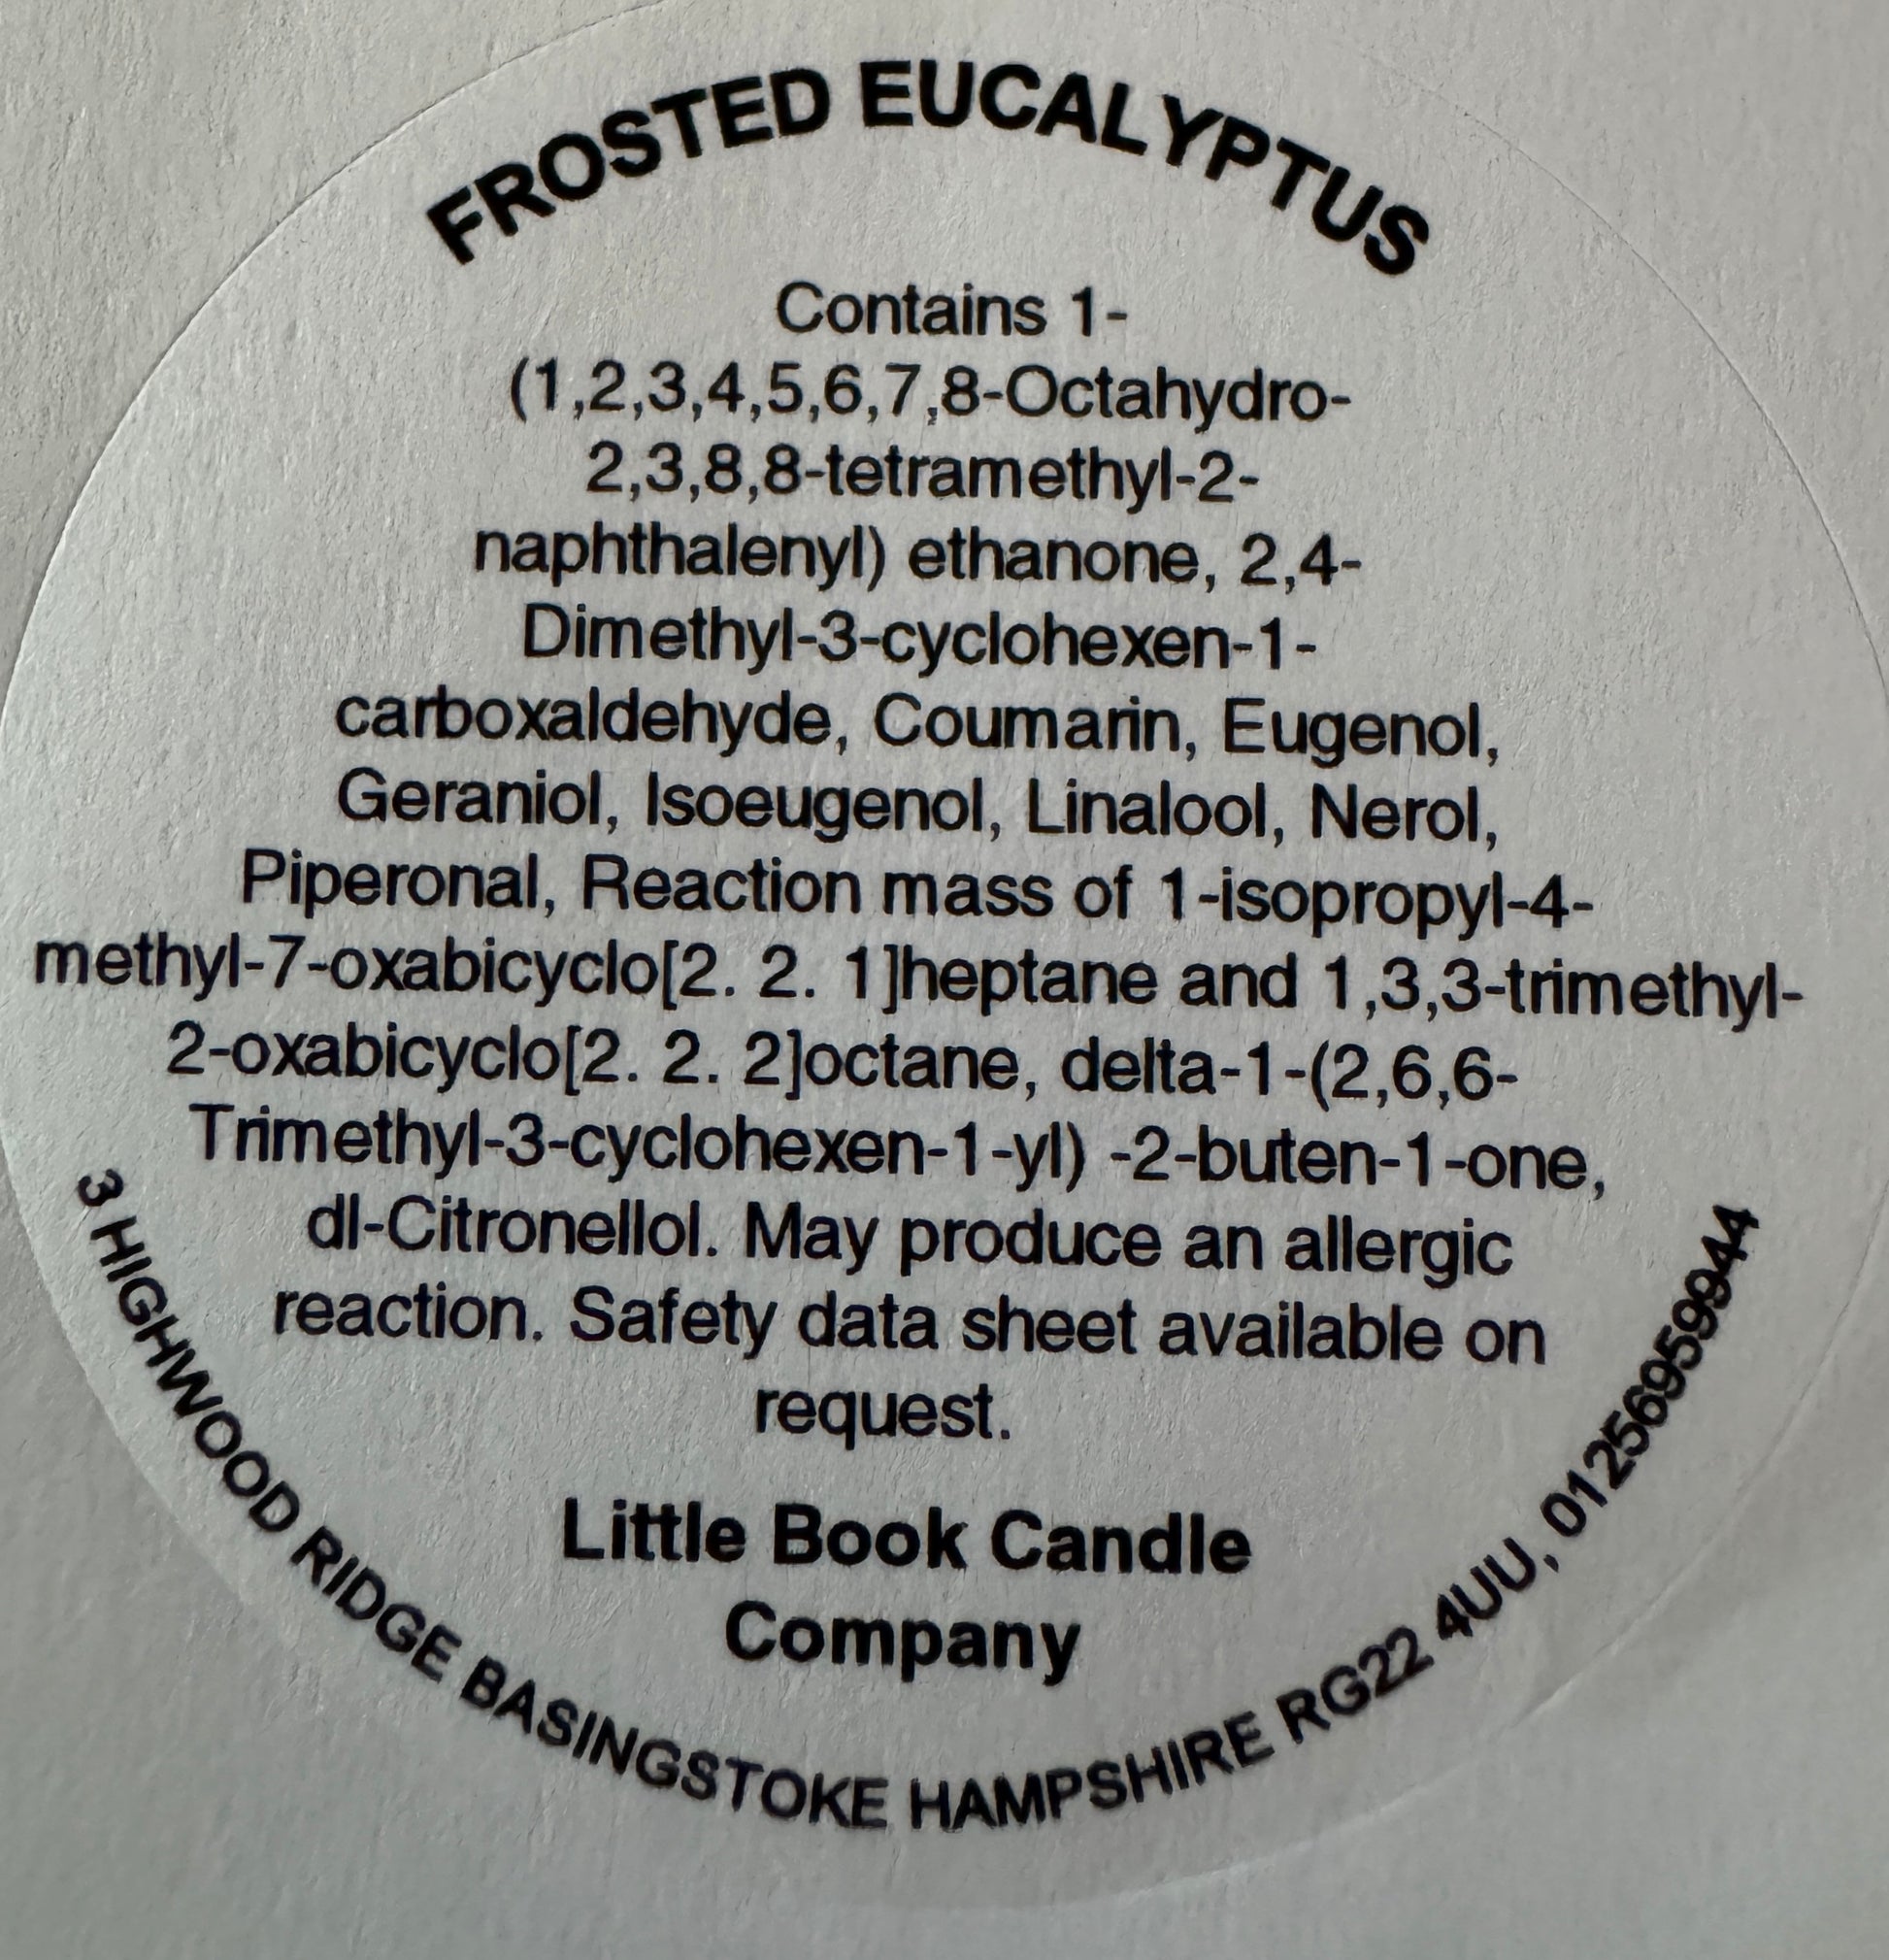 FROSTED EUCALYPTUS
Contains 1-
(1,2,3,4,5,6,7,8-Octahydro-
2,3,8,8-tetramethyl-2-
naphthalenyl) ethanone, 2,4-
Dimethyl-3-cyclohexen-1-
carboxaldehyde, Coumarin, Eugenol,
Geraniol, Isoeugenol, Linalool, Nerol,
Piperonal, Reaction mass of 1-isopropyl-4-
methyl-7-oxabicyclo[2. 2. 1]heptane and 1,3,3-trimethyl-
2-oxabicyclo[2. 2. 2]octane, delta-1-(2,6,6-
Trimethyl-3-cyclohexen-1-yl) -2-buten-1-one,
dl-Citronellol. May produce an allergic
reaction. Safety data sheet available on
request.
Little Book Candle
Company
3 HIGHWOOD RIDGE BASINGSTOKE HAMPSHIRE RG22 4UU, 01256959944